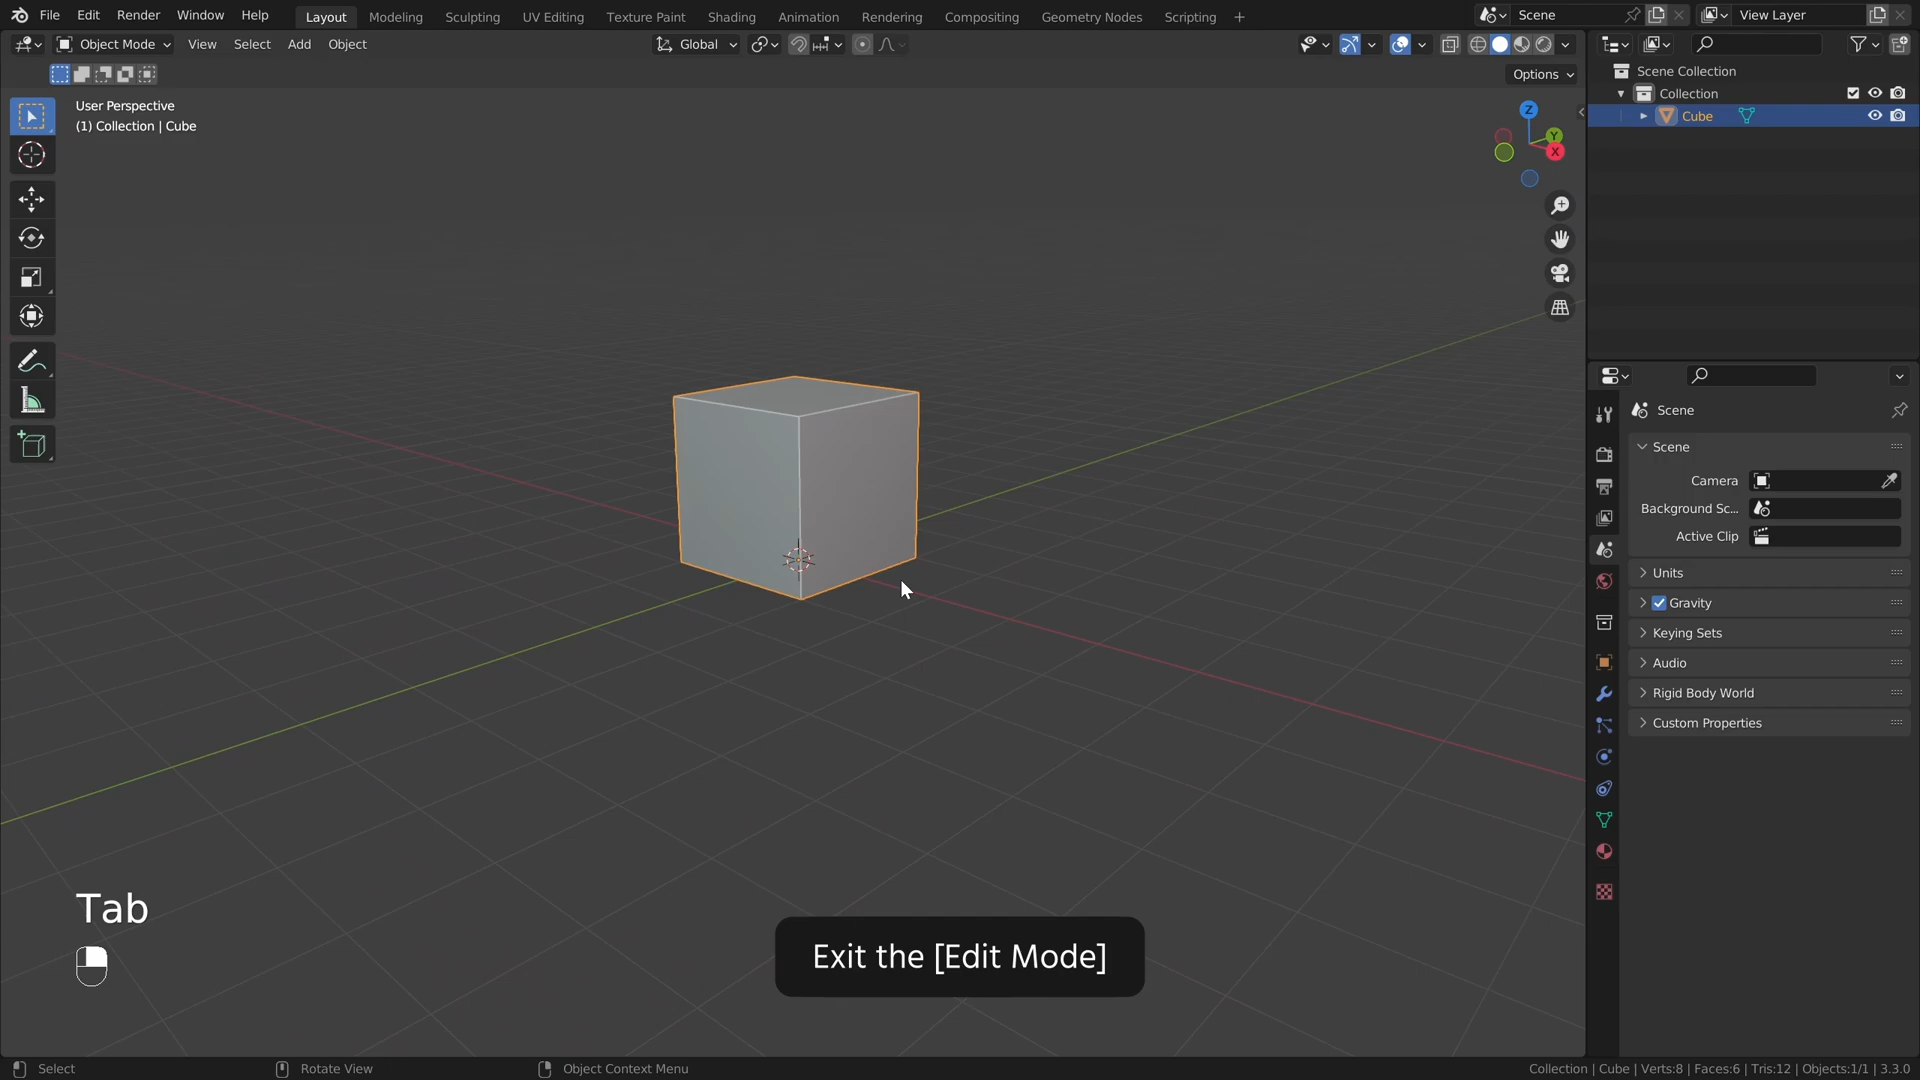 File Edit Render Window Help Layout Modeling Sculpting UV Editing Texture Paint Shading Animation Rendering Compositing Geometry Nodes Scripting + Scene View Layer
Object Mode View Select Add Object Global
Options
User Perspective
(1) Collection | Cube
Z
Y
X
Scene Collection
Collection
Cube
Scene
Scene
Camera
Background Sc...
Active Clip
Units
Gravity
Keying Sets
Audio
Rigid Body World
Custom Properties
Tab
Exit the [Edit Mode]
Select Rotate View Object Context Menu Collection | Cube | Verts:8 | Faces:6 | Tris:12 | Objects:1/1 | 3.3.0